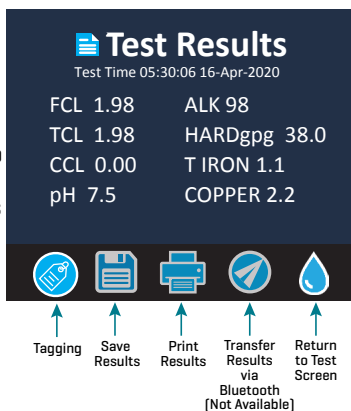 Test Results
Test Time 05:30:06 16-Apr-2020
FCL 1.98
TCL 1.98
CCL 0.00
pH 7.5
ALK 98
HARDgpg 38.0
T IRON 1.1
COPPER 2.2
Tagging
Save
Results
Print
Results
Transfer
Results
via
Bluetooth
(Not Available)
Return
to Test
Screen